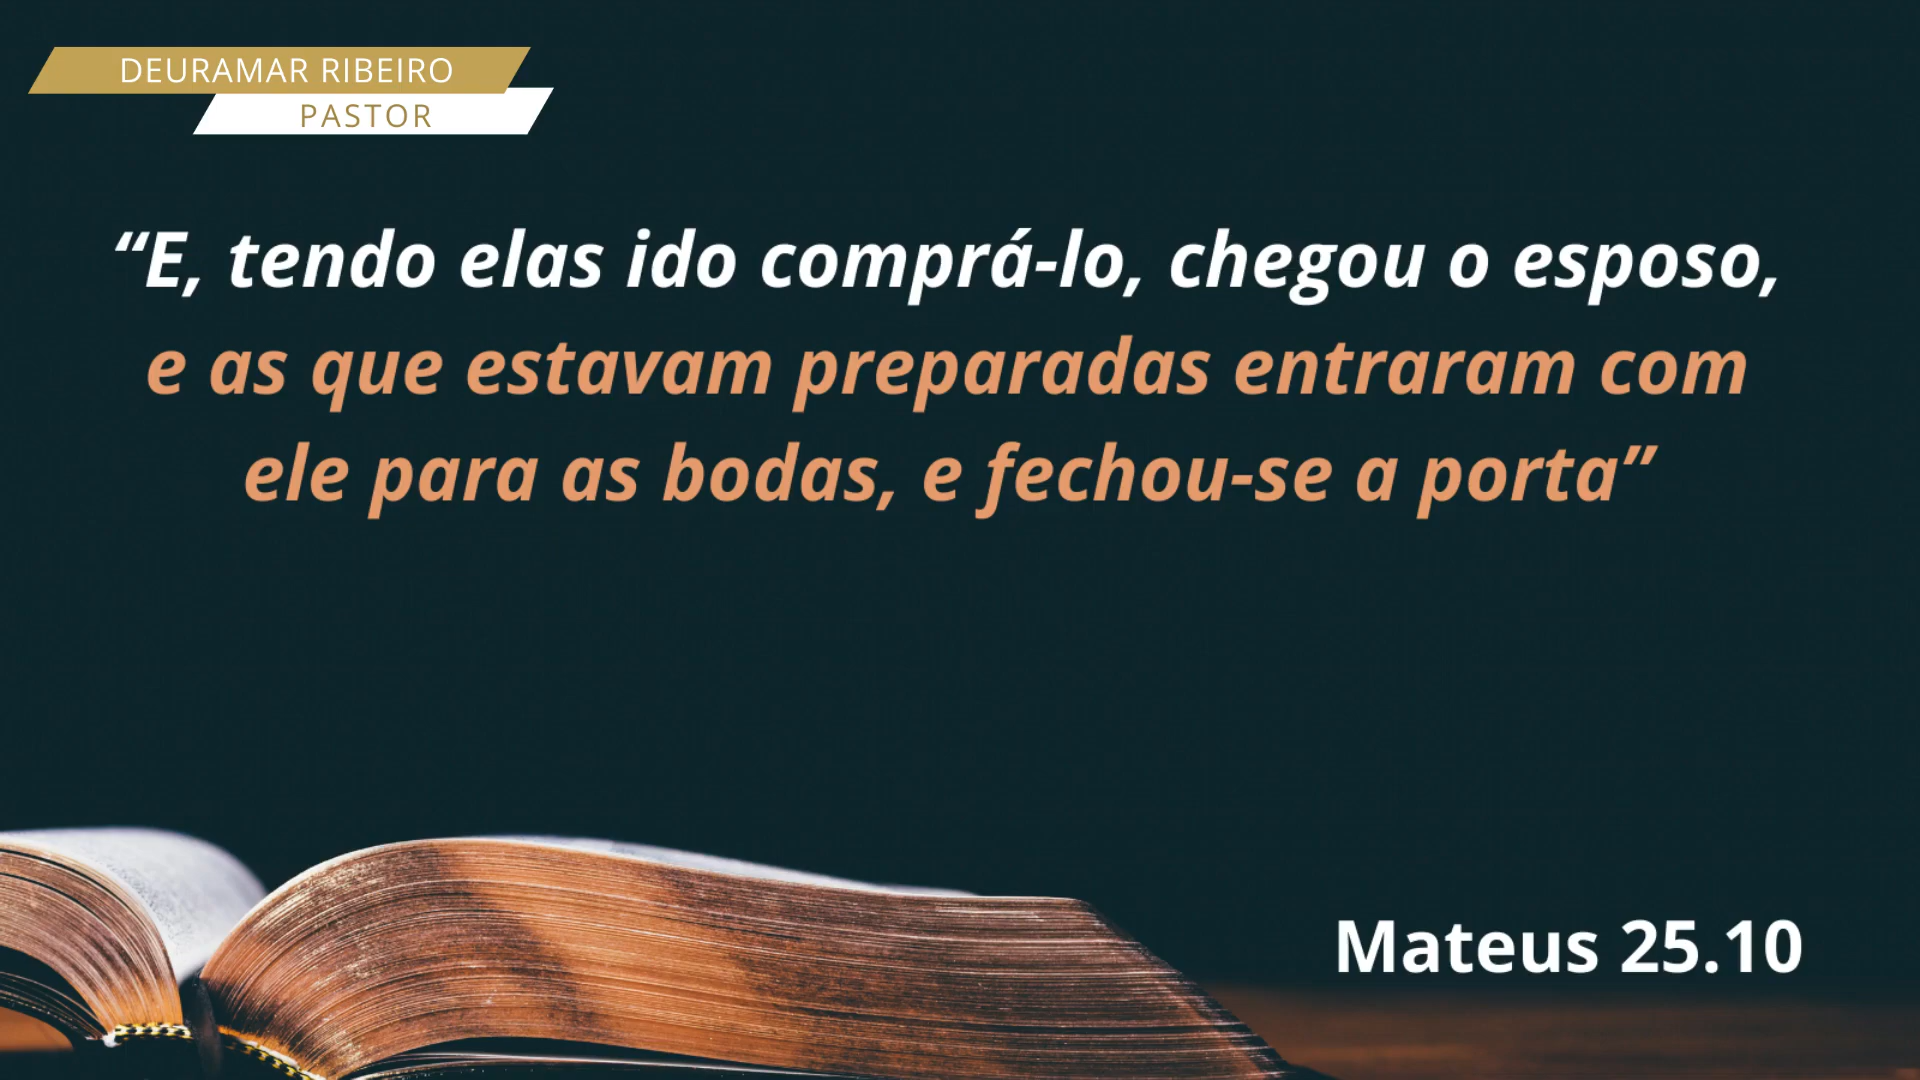 DEURAMAR RIBEIRO
PASTOR
“E, tendo elas ido comprá-lo, chegou o esposo,
e as que estavam preparadas entraram com
ele para as bodas, e fechou-se a porta”
Mateus 25.10